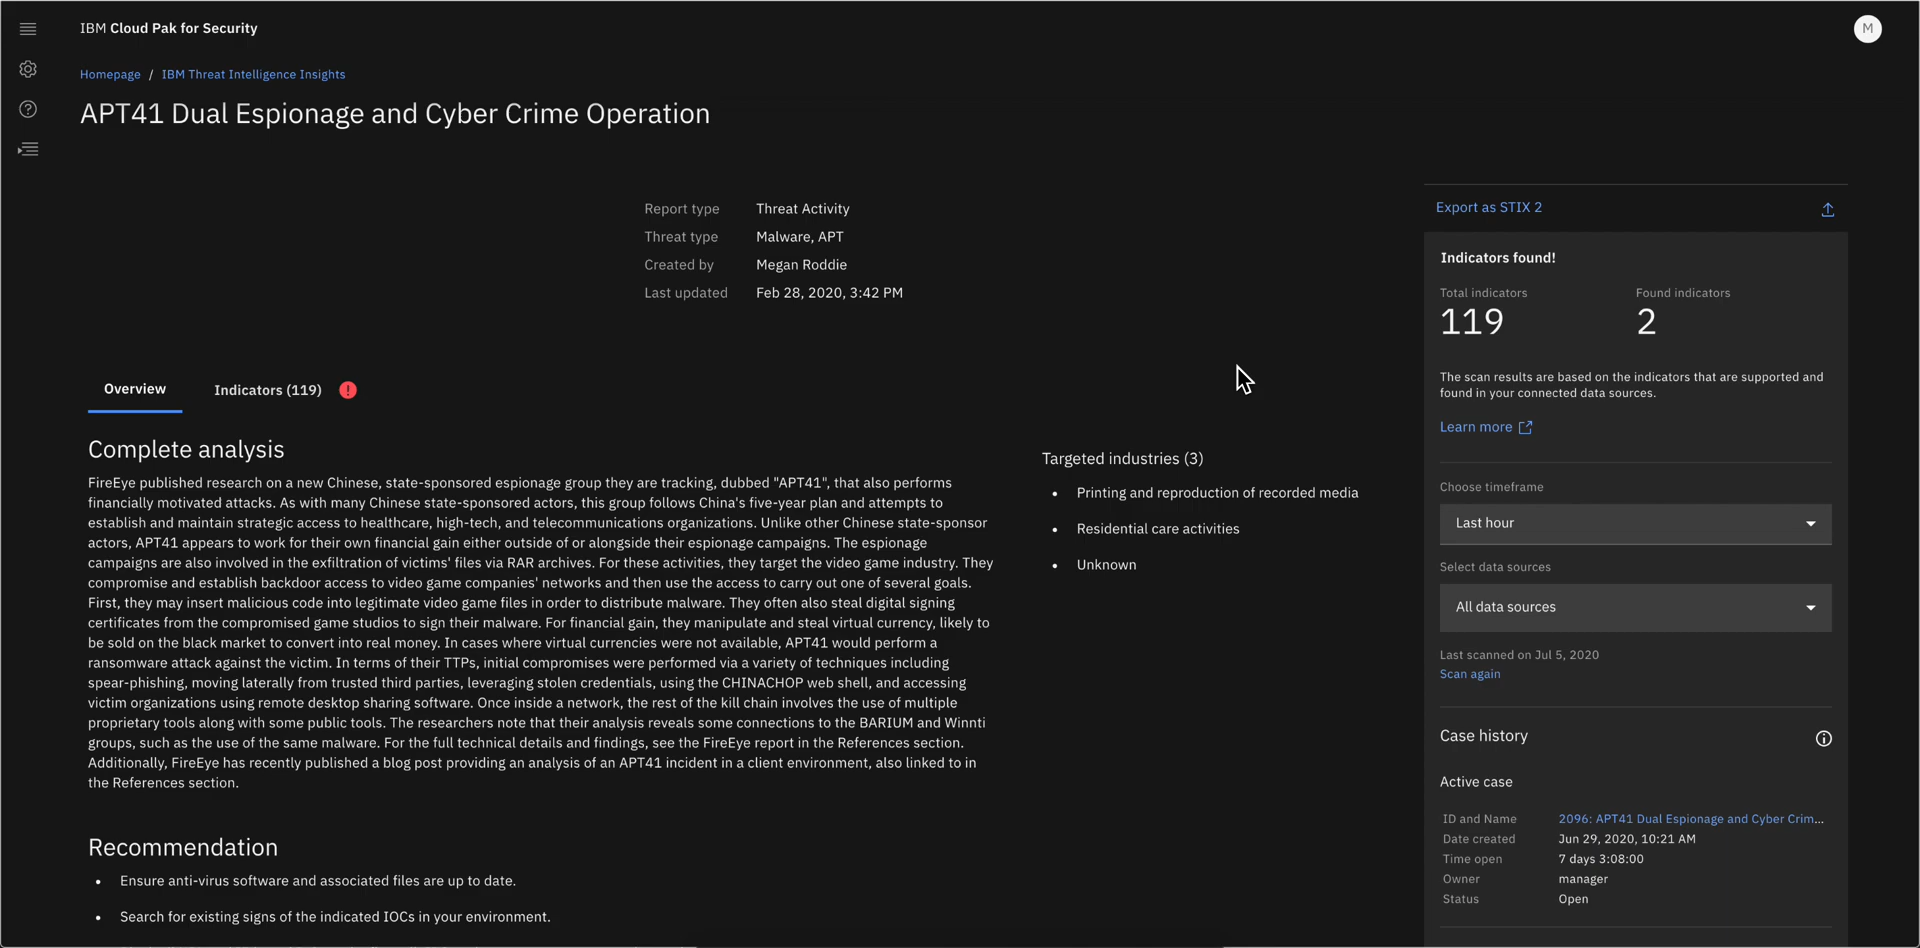 IBM Cloud Pak for Security
M
Homepage / IBM Threat Intelligence Insights
APT41 Dual Espionage and Cyber Crime Operation
Report type Threat Activity
Threat type Malware, APT
Created by Megan Roddie
Last updated Feb 28, 2020, 3:42 PM
Overview Indicators (119)
Complete analysis
FireEye published research on a new Chinese, state-sponsored espionage group they are tracking, dubbed "APT41", that also performs
financially motivated attacks. As with many Chinese state-sponsored actors, this group follows China's five-year plan and attempts to
establish and maintain strategic access to healthcare, high-tech, and telecommunications organizations. Unlike other Chinese state-sponsor
actors, APT41 appears to work for their own financial gain either outside of or alongside their espionage campaigns. The espionage
campaigns are also involved in the exfiltration of victims' files via RAR archives. For these activities, they target the video game industry. They
compromise and establish backdoor access to video game companies' networks and then use the access to carry out one of several goals.
First, they may insert malicious code into legitimate video game files in order to distribute malware. They often also steal digital signing
certificates from the compromised game studios to sign their malware. For financial gain, they manipulate and steal virtual currency, likely to
be sold on the black market to convert into real money. In cases where virtual currencies were not available, APT41 would perform a
ransomware attack against the victim. In terms of their TTPs, initial compromises were performed via a variety of techniques including
spear-phishing, moving laterally from trusted third parties, leveraging stolen credentials, using the CHINACHOP web shell, and accessing
victim organizations using remote desktop sharing software. Once inside a network, the rest of the kill chain involves the use of multiple
proprietary tools along with some public tools. The researchers note that their analysis reveals some connections to the BARIUM and Winnti
groups, such as the use of the same malware. For the full technical details and findings, see the FireEye report in the References section.
Additionally, FireEye has recently published a blog post providing an analysis of an APT41 incident in a client environment, also linked to in
the References section.
Recommendation
• Ensure anti-virus software and associated files are up to date.
• Search for existing signs of the indicated IOCs in your environment.
Targeted industries (3)
• Printing and reproduction of recorded media
• Residential care activities
• Unknown
Export as STIX 2
Indicators found!
Total indicators Found indicators
119 2
The scan results are based on the indicators that are supported and
found in your connected data sources.
Learn more
Choose timeframe
Last hour
Select data sources
All data sources
Last scanned on Jul 5, 2020
Scan again
Case history
Active case
ID and Name 2096: APT41 Dual Espionage and Cyber Crim...
Date created Jun 29, 2020, 10:21 AM
Time open 7 days 3:08:00
Owner manager
Status Open